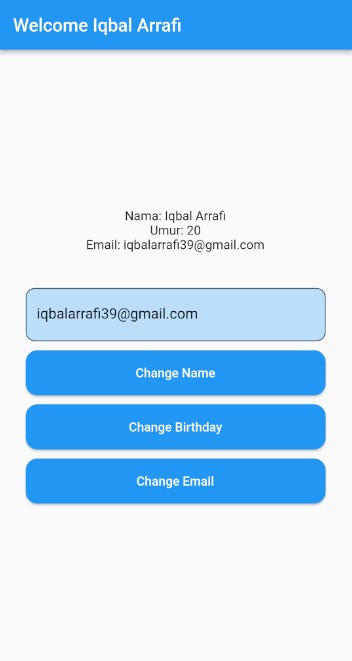 Welcome Iqbal Arrafi
Nama: Iqbal Arrafi
Umur: 20
Email: iqbalarrafi39@gmail.com
iqbalarrafi39@gmail.com
Change Name
Change Birthday
Change Email